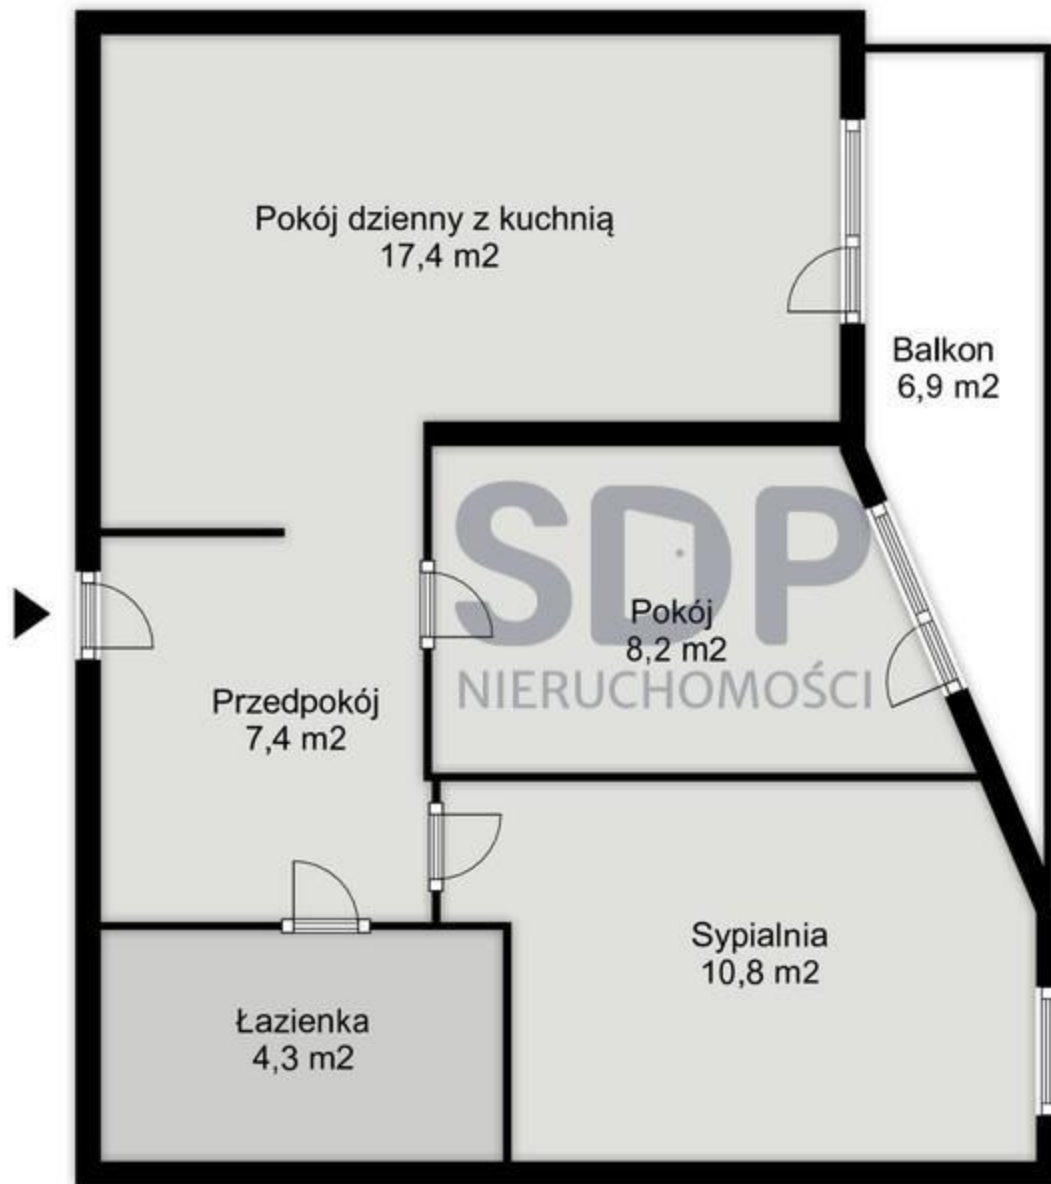 Pokój dzienny z kuchnią
17,4 m2
Balkon
6,9 m2
SDP
NIERUCHOMOŚCI
Pokój
8,2 m2
Przedpokój
7,4 m2
Sypialnia
10,8 m2
Łazienka
4,3 m2